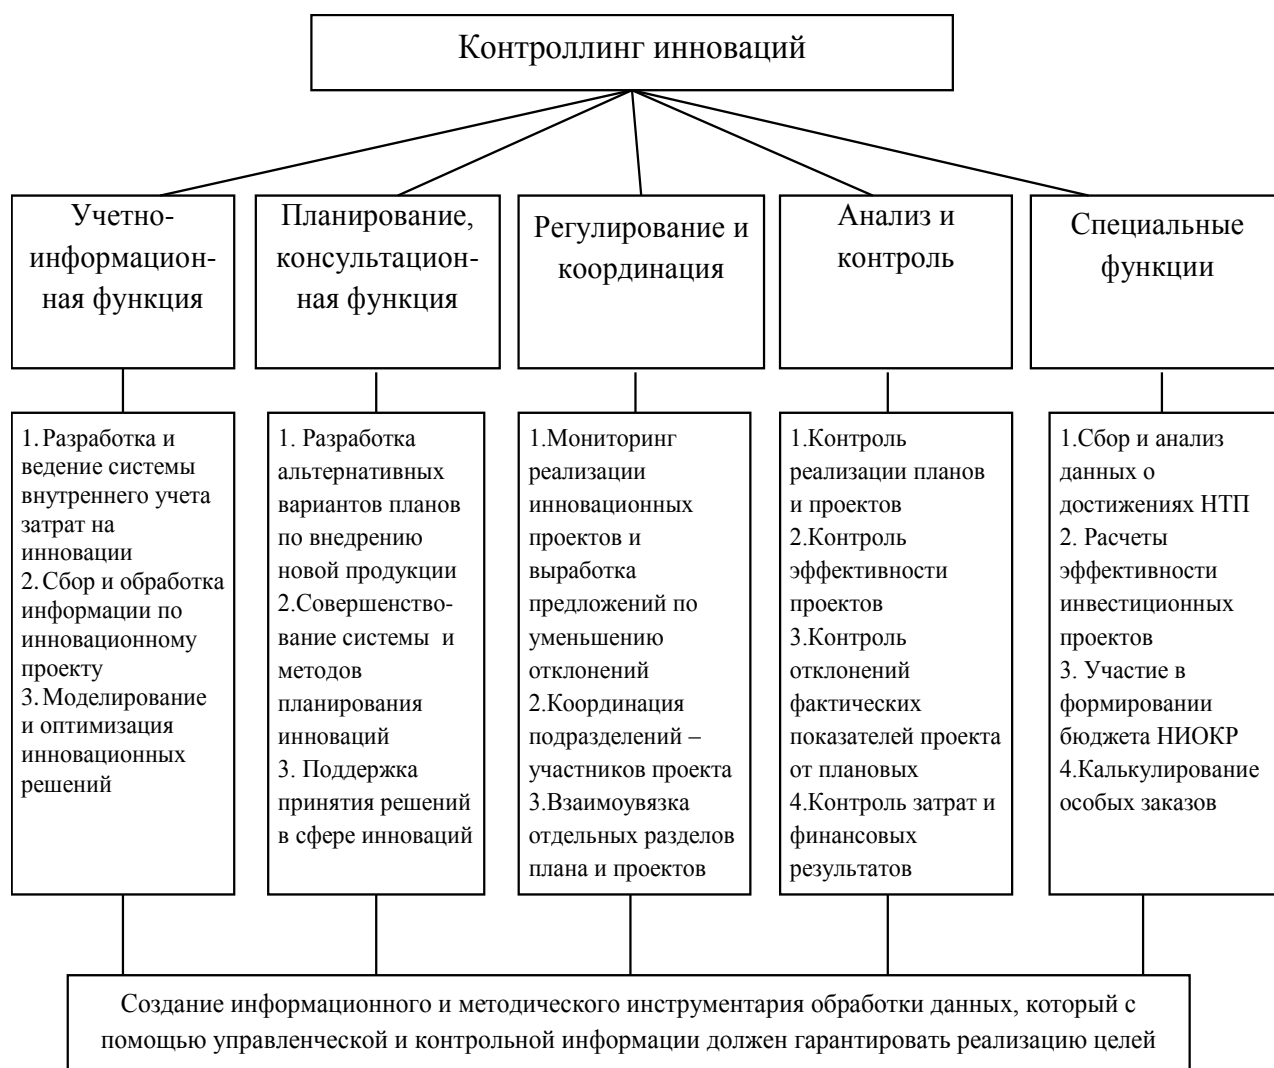 Контроллинг инноваций
Учетно-
информацион-
ная функция
Планирование,
консультацион-
ная функция
Регулирование и
координация
Анализ и
контроль
Специальные
функции
1. Разработка и
ведение системы
внутреннего учета
затрат на
инновации
2. Сбор и обработка
информации по
инновационному
проекту
3. Моделирование
и оптимизация
инновационных
решений
1. Разработка
альтернативных
вариантов планов
по внедрению
новой продукции
2.Совершенство-
вание системы и
методов
планирования
инноваций
3. Поддержка
принятия решений
в сфере инноваций
1.Мониторинг
реализации
инновационных
проектов и
выработка
предложений по
уменьшению
отклонений
2.Координация
подразделений –
участников проекта
3.Взаимоувязка
отдельных разделов
плана и проектов
1.Контроль
реализации планов
и проектов
2.Контроль
эффективности
проектов
3.Контроль
отклонений
фактических
показателей проекта
от плановых
4.Контроль затрат и
финансовых
результатов
1.Сбор и анализ
данных о
достижениях НТП
2. Расчеты
эффективности
инвестиционных
проектов
3. Участие в
формировании
бюджета НИОКР
4.Калькулирование
особых заказов
Создание информационного и методического инструментария обработки данных, который с
помощью управленческой и контрольной информации должен гарантировать реализацию целей